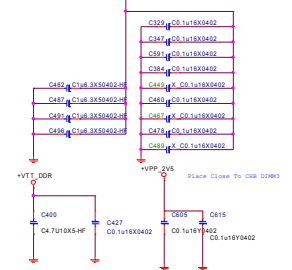 C329 C0.1u16X0402
C347 C0.1u16X0402
C591 C0.1u16X0402
C384 C0.1u16X0402
C462 C1u6.3X50402-HF C449 X_C0.1u16X0402
C487 C1u6.3X50402-HF C460 C0.1u16X0402
C491 C1u6.3X50402-HF C467 X_C0.1u16X0402
C496 C1u6.3X50402-HF C478 C0.1u16X0402
C489 X_C0.1u16X0402
+VTT_DDR +VPP_2V5 Place Close To CHB DIMM3
C400 C427 C605 C615
C4.7U10X5-HF C0.1u16X0402 C0.1u16Y0402 C0.1u16Y0402